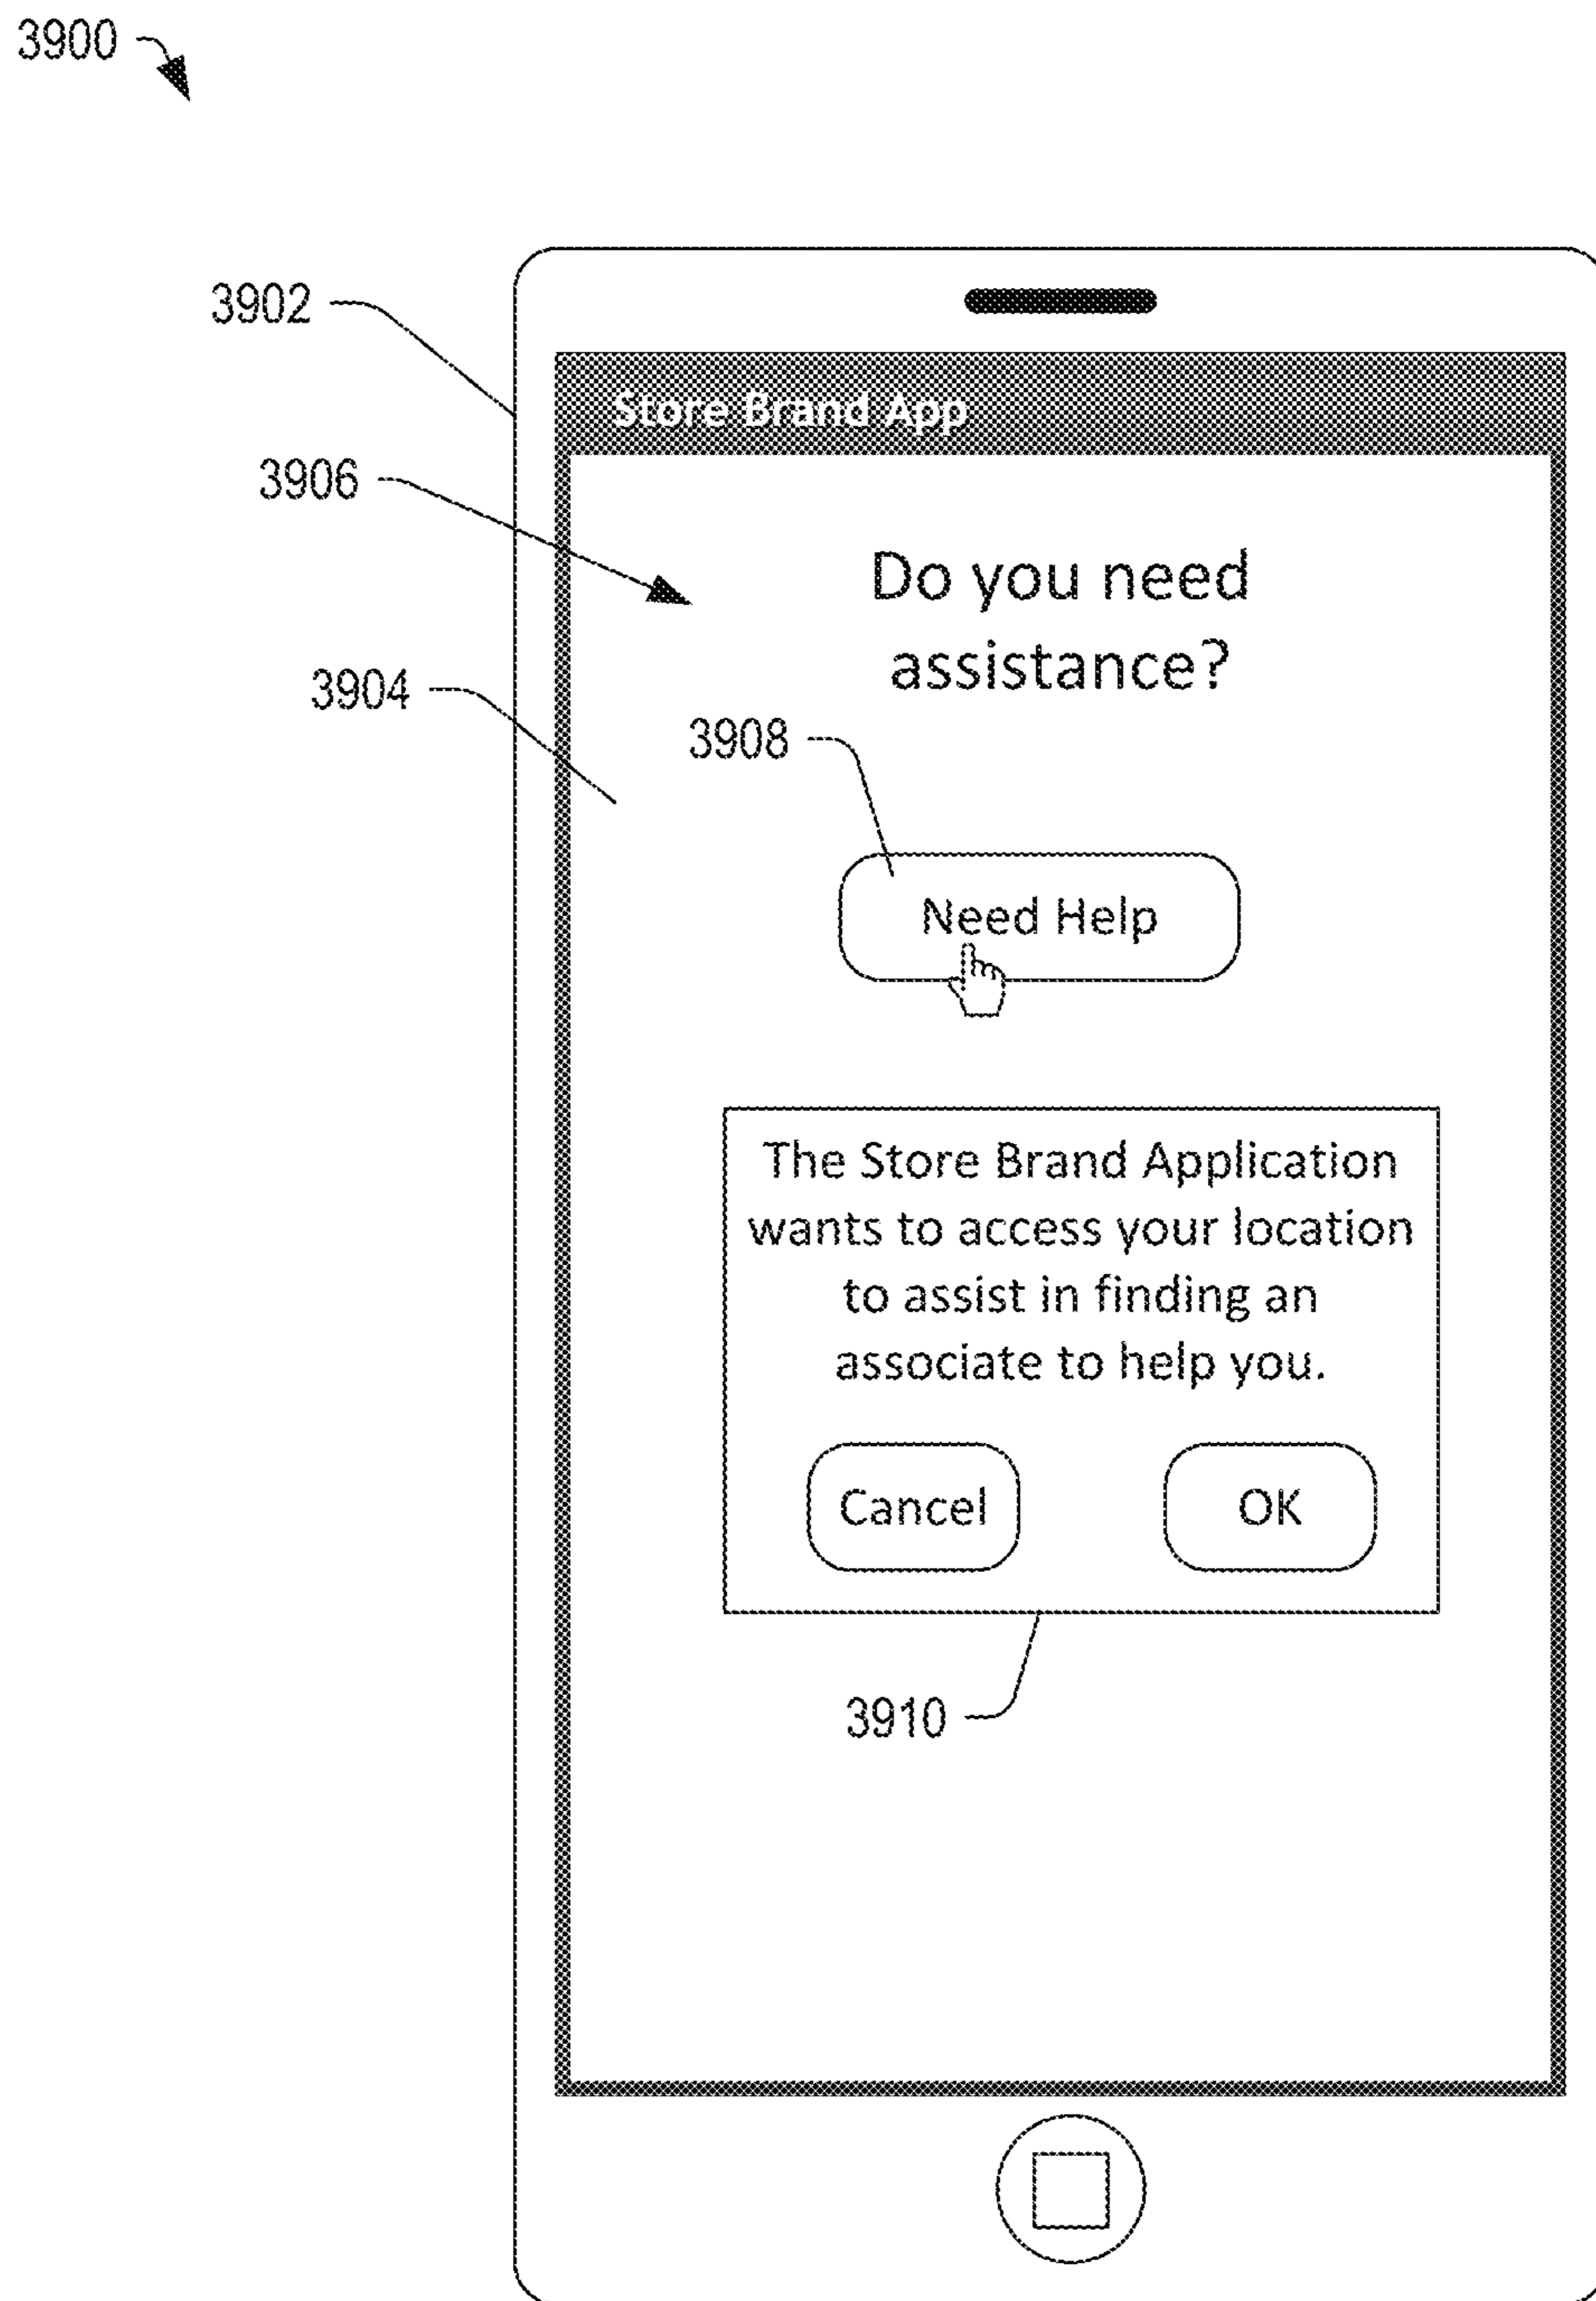 3900
3902
Store Brand App
3906
Do you need
assistance?
3904
3908
Need Help
The Store Brand Application
wants to access your location
to assist in finding an
associate to help you.
Cancel
OK
3910